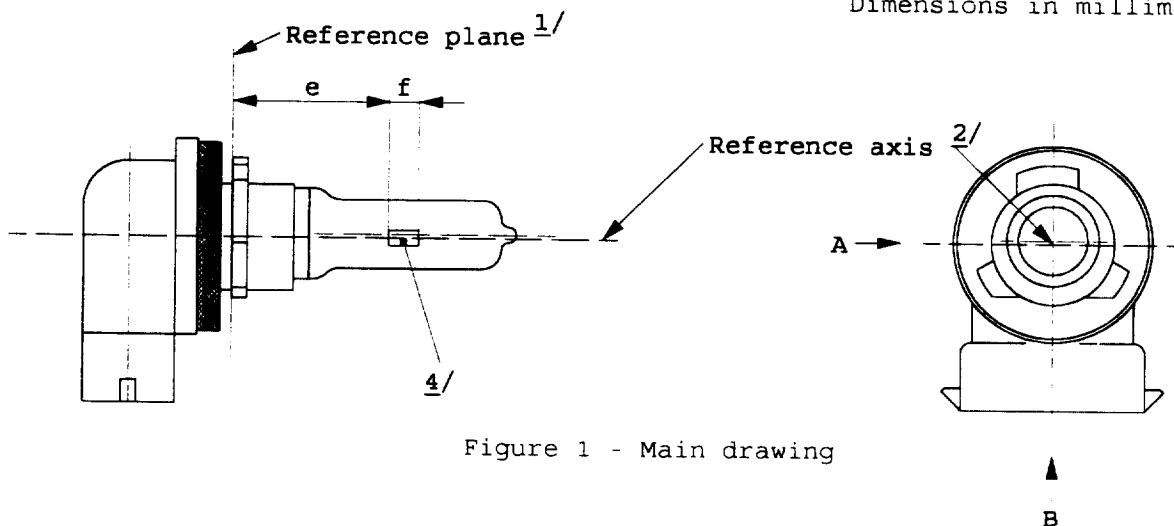 Dimensions in millim
Reference plane 1/
e f
Reference axis 2/
A
4/
Figure 1 - Main drawing
B